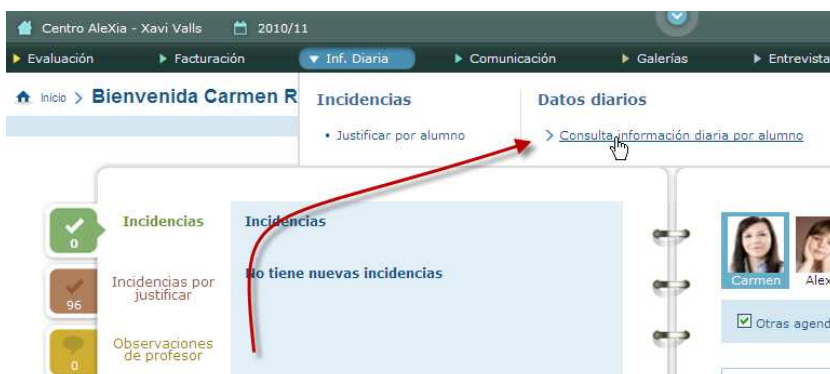 Centro AleXia - Xavi Valls 2010/11
Evaluación Facturación Inf. Diaria Comunicación Galerías Entrevista
Inicio > Bienvenida Carmen R
Incidencias Datos diarios
• Justificar por alumno > Consulta información diaria por alumno
Incidencias Incidencias
0
No tiene nuevas incidencias
Incidencias por
justificar
96
Carmen Alex
Otras agend
Observaciones
de profesor
0